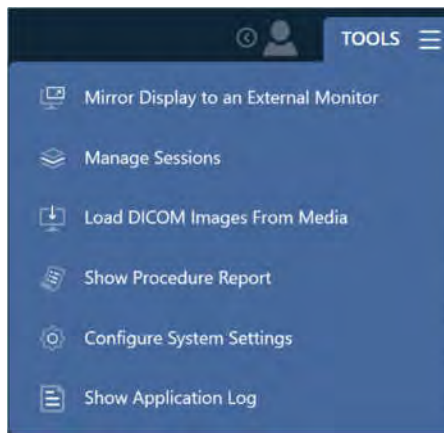 TOOLS
Mirror Display to an External Monitor
Manage Sessions
Load DICOM Images From Media
Show Procedure Report
Configure System Settings
Show Application Log